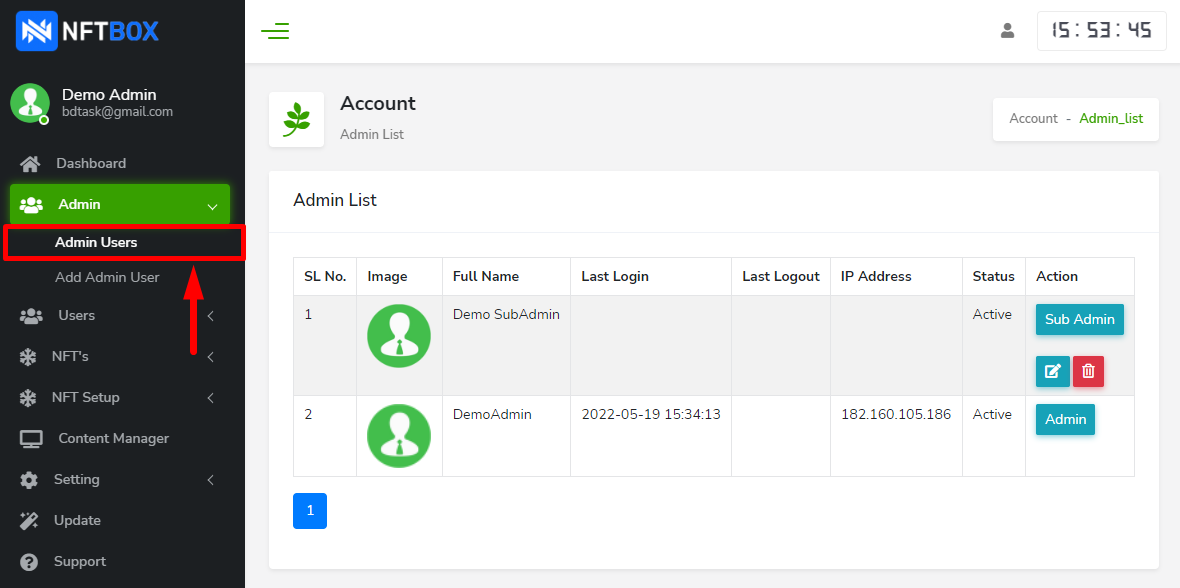 NFTBOX
15:53:45
Demo Admin
bdtask@gmail.com
Dashboard
Admin
Admin Users
Add Admin User
Users
NFT's
NFT Setup
Content Manager
Setting
Update
Support
Account
Admin List
Account - Admin_list
Admin List
SL No. Image Full Name Last Login Last Logout IP Address Status Action
1 Demo SubAdmin Active Sub Admin
2 DemoAdmin 2022-05-19 15:34:13 182.160.105.186 Active Admin
1